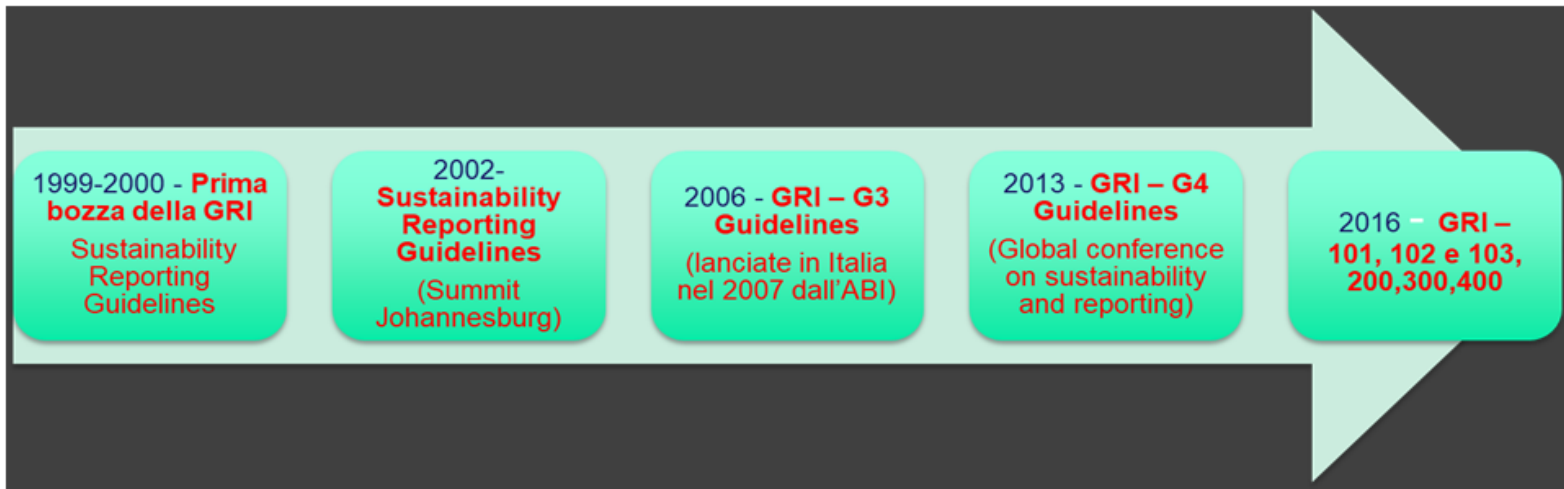 1999-2000 - Prima
bozza della GRI
Sustainability
Reporting
Guidelines
2002-
Sustainability
Reporting
Guidelines
(Summit
Johannesburg)
2006 - GRI – G3
Guidelines
(lanciate in Italia
nel 2007 dall'ABI)
2013 - GRI – G4
Guidelines
(Global conference
on sustainability
and reporting)
2016 – GRI –
101, 102 e 103,
200,300,400